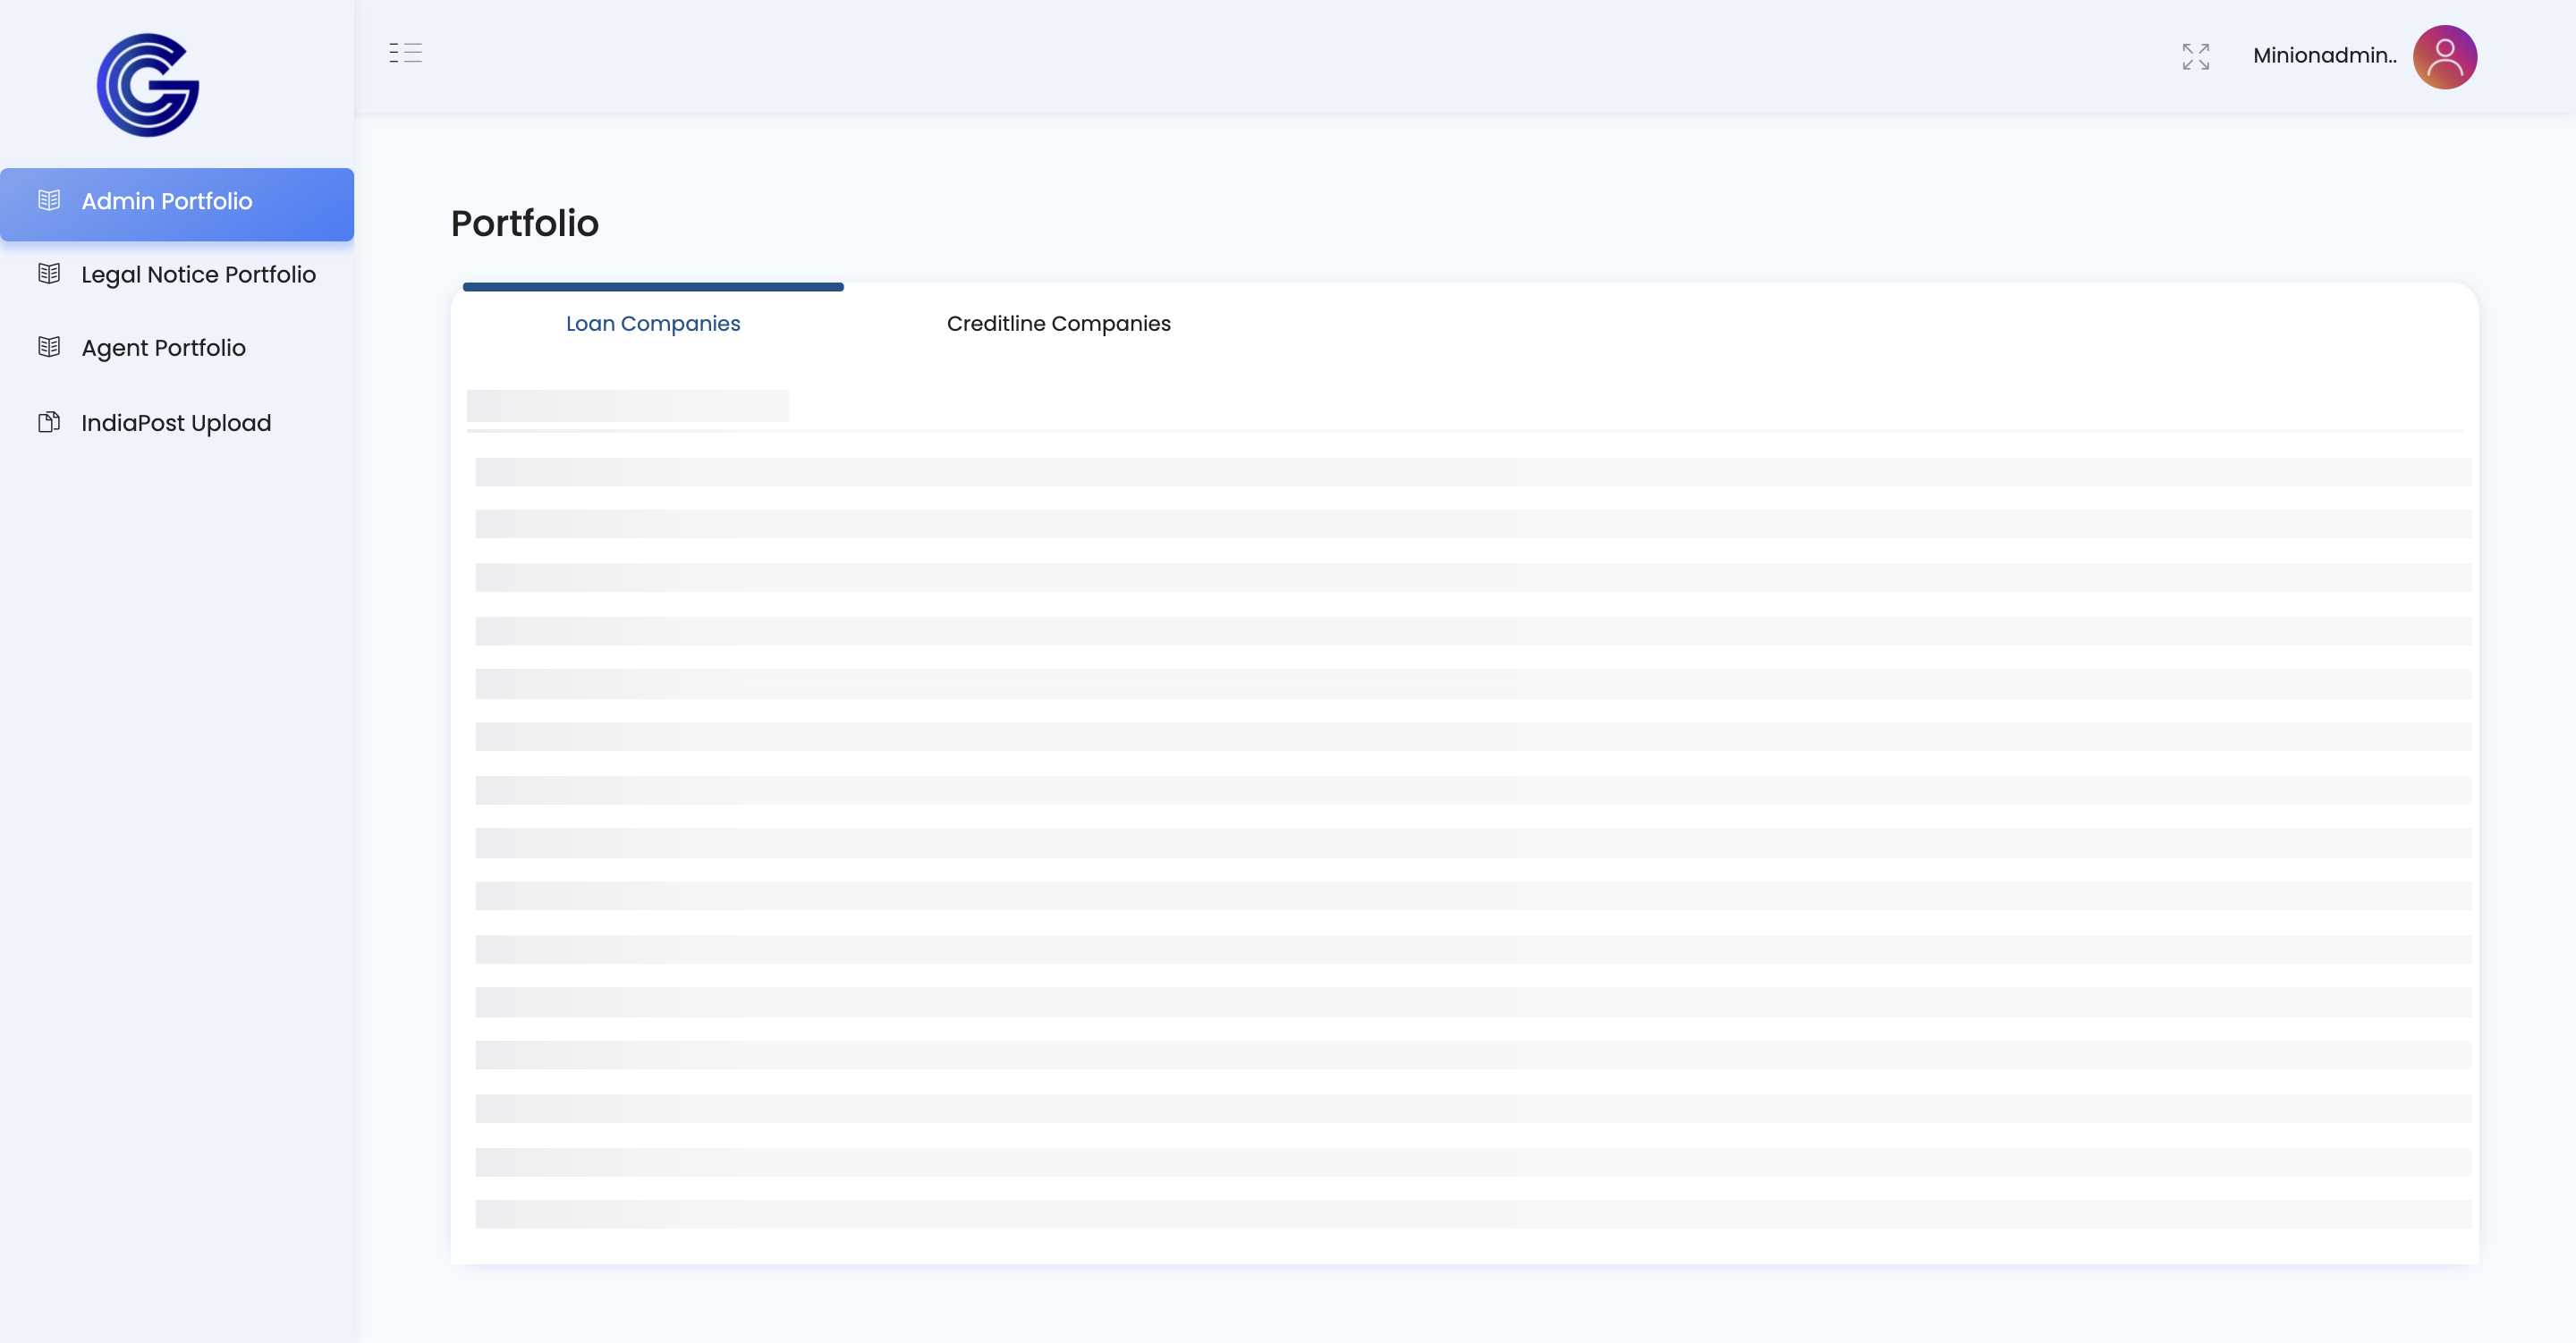 Minionadmin..
Admin Portfolio
Legal Notice Portfolio
Agent Portfolio
IndiaPost Upload
Portfolio
Loan Companies
Creditline Companies